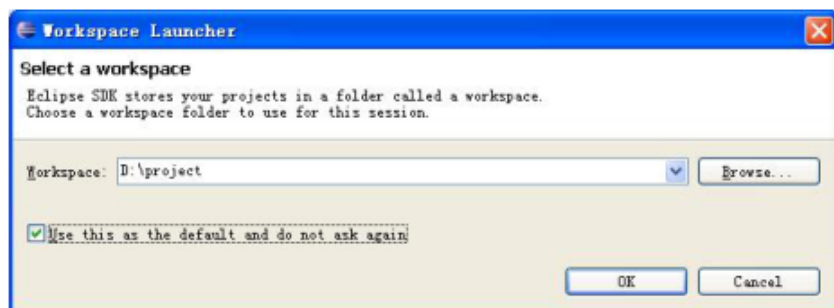 Workspace Launcher
Select a workspace
Eclipse SDK stores your projects in a folder called a workspace.
Choose a workspace folder to use for this session.
Workspace: D:\project Browse...
Use this as the default and do not ask again
OK Cancel